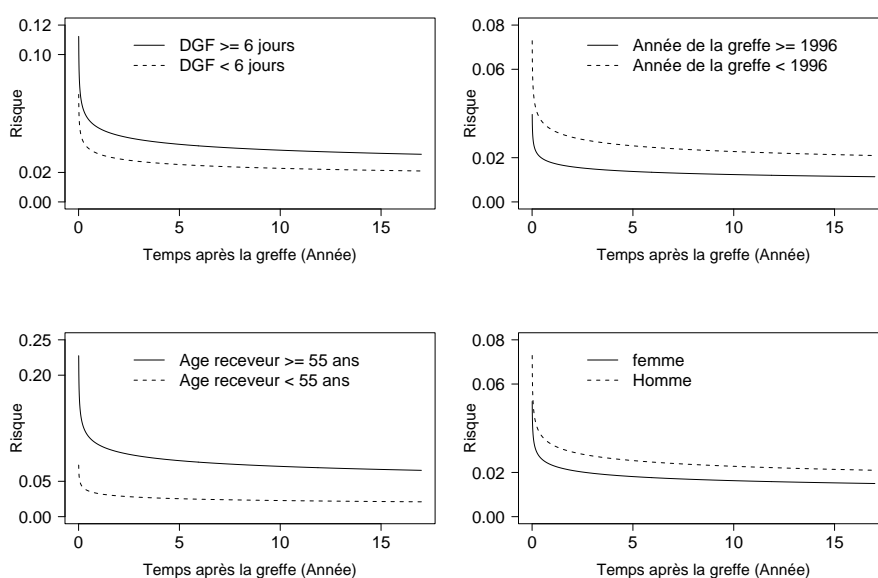 DGF >= 6 jours
DGF < 6 jours
0.12
0.10
0.02
0.00
Risque
0 5 10 15
Temps après la greffe (Année)
Année de la greffe >= 1996
Année de la greffe < 1996
0.08
0.06
0.02
0.00
Risque
0 5 10 15
Temps après la greffe (Année)
Age receveur >= 55 ans
Age receveur < 55 ans
0.25
0.20
0.05
0.00
Risque
0 5 10 15
Temps après la greffe (Année)
femme
Homme
0.08
0.06
0.02
0.00
Risque
0 5 10 15
Temps après la greffe (Année)